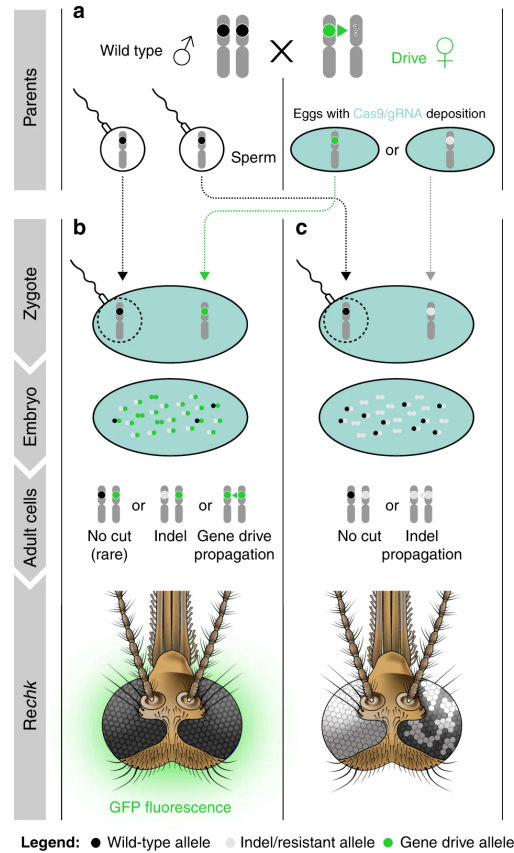 a
Wild type ♂
?
Drive ♀
Parents
Eggs with Cas9/gRNA deposition
or
Sperm
b
c
Zygote
Embryo
Adult cells
or
or
or
No cut
(rare)
Indel
Gene drive
propagation
No cut
Indel
propagation
Rechk
GFP fluorescence
Legend: Wild-type allele Indel/resistant allele Gene drive allele